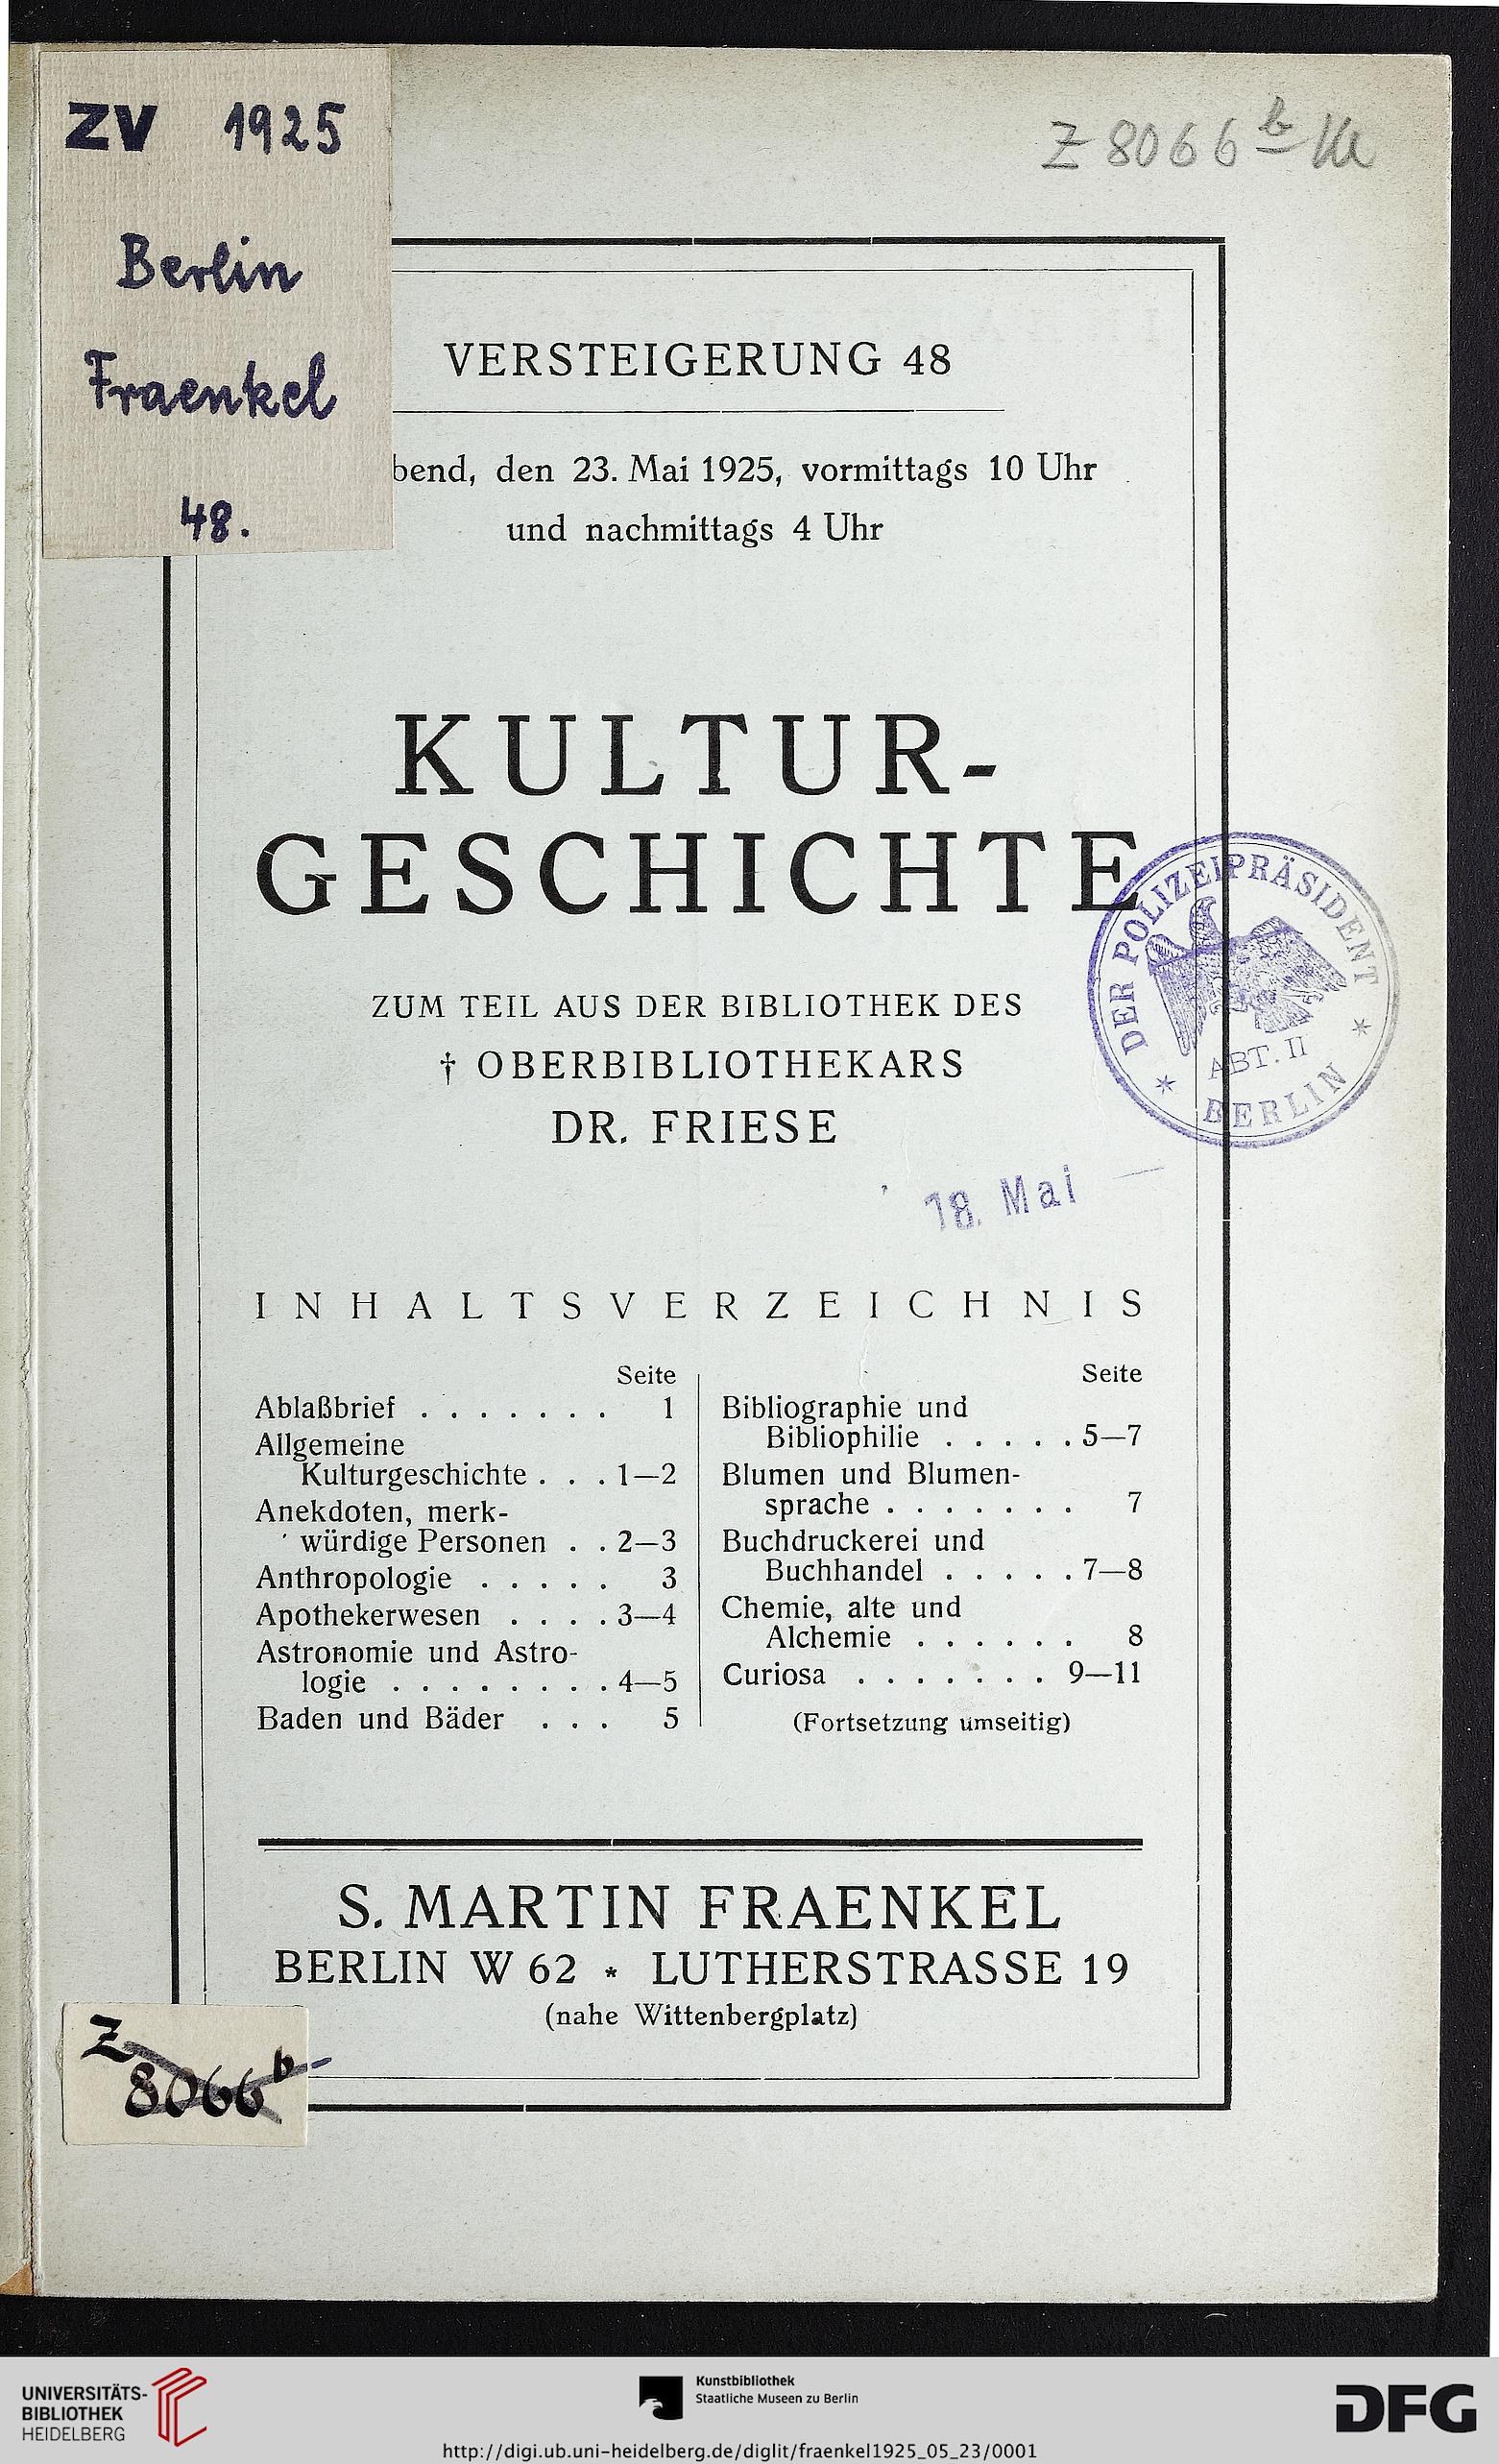 ZV 1925
Berlin
Fraenkel
48.
Z 8066 b
VERSTEIGERUNG 48
bend, den 23. Mai 1925, vormittags 10 Uhr
und nachmittags 4 Uhr
KULTUR-
GESCHICHTE
DER POLIZEIPRÄSIDENT
ABT. II
* BERLIN *
ZUM TEIL AUS DER BIBLIOTHEK DES
† OBERBIBLIOTHEKARS
DR. FRIESE
18. Mai
INHALTSVERZEICHNIS
Seite
Ablaßbrief . . . . . . . 1
Allgemeine
Kulturgeschichte . . . 1—2
Anekdoten, merk-
würdige Personen . . 2—3
Anthropologie . . . . . 3
Apothekerwesen . . . . 3—4
Astronomie und Astro-
logie . . . . . . . . 4—5
Baden und Bäder . . . 5
Seite
Bibliographie und
Bibliophilie . . . . . 5—7
Blumen und Blumen-
sprache . . . . . . . 7
Buchdruckerei und
Buchhandel . . . . . 7—8
Chemie, alte und
Alchemie . . . . . . 8
Curiosa . . . . . . . 9—11
(Fortsetzung umseitig)
S. MARTIN FRAENKEL
BERLIN W 62 * LUTHERSTRASSE 19
(nahe Wittenbergplatz)
Z
8066 b-
UNIVERSITÄTS-
BIBLIOTHEK
HEIDELBERG
Kunstbibliothek
Staatliche Museen zu Berlin
DFG
http://digi.ub.uni-heidelberg.de/diglit/fraenkel1925_05_23/0001